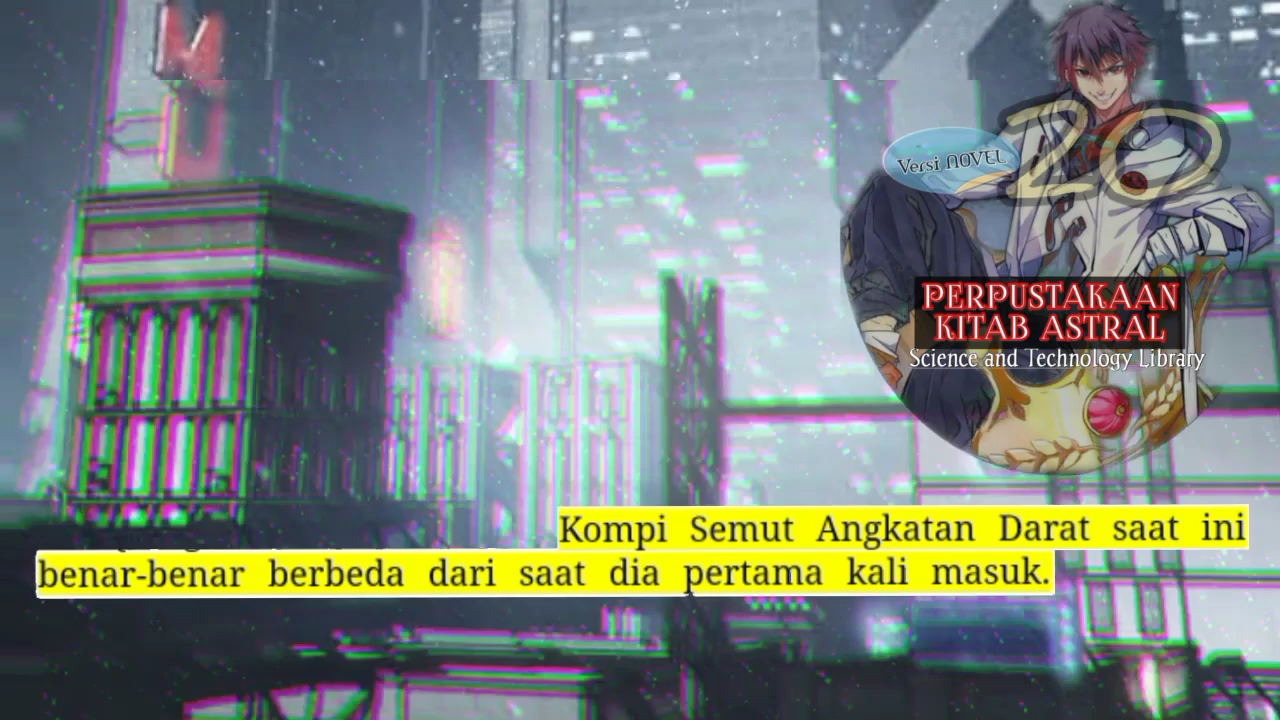 Versi NOVEL
20
PERPUSTAKAAN
KITAB ASTRAL
Science and Technology Library
Kompi Semut Angkatan Darat saat ini
benar-benar berbeda dari saat dia pertama kali masuk.